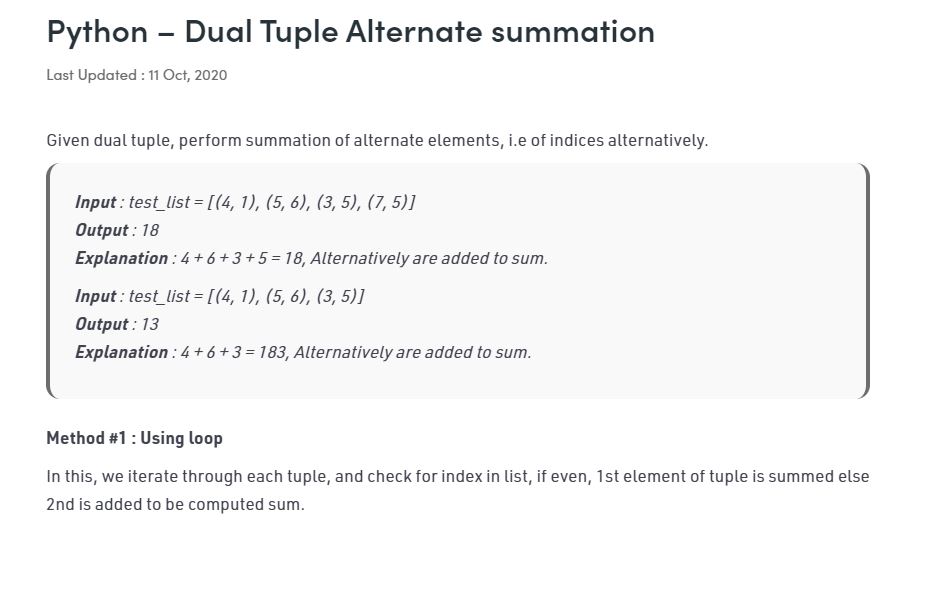 Python – Dual Tuple Alternate summation
Last Updated : 11 Oct, 2020
Given dual tuple, perform summation of alternate elements, i.e of indices alternatively.
Input : test_list = [(4, 1), (5, 6), (3, 5), (7, 5)]
Output : 18
Explanation : 4 + 6 + 3 + 5 = 18, Alternatively are added to sum.
Input : test_list = [(4, 1), (5, 6), (3, 5)]
Output : 13
Explanation : 4 + 6 + 3 = 183, Alternatively are added to sum.
Method #1 : Using loop
In this, we iterate through each tuple, and check for index in list, if even, 1st element of tuple is summed else
2nd is added to be computed sum.